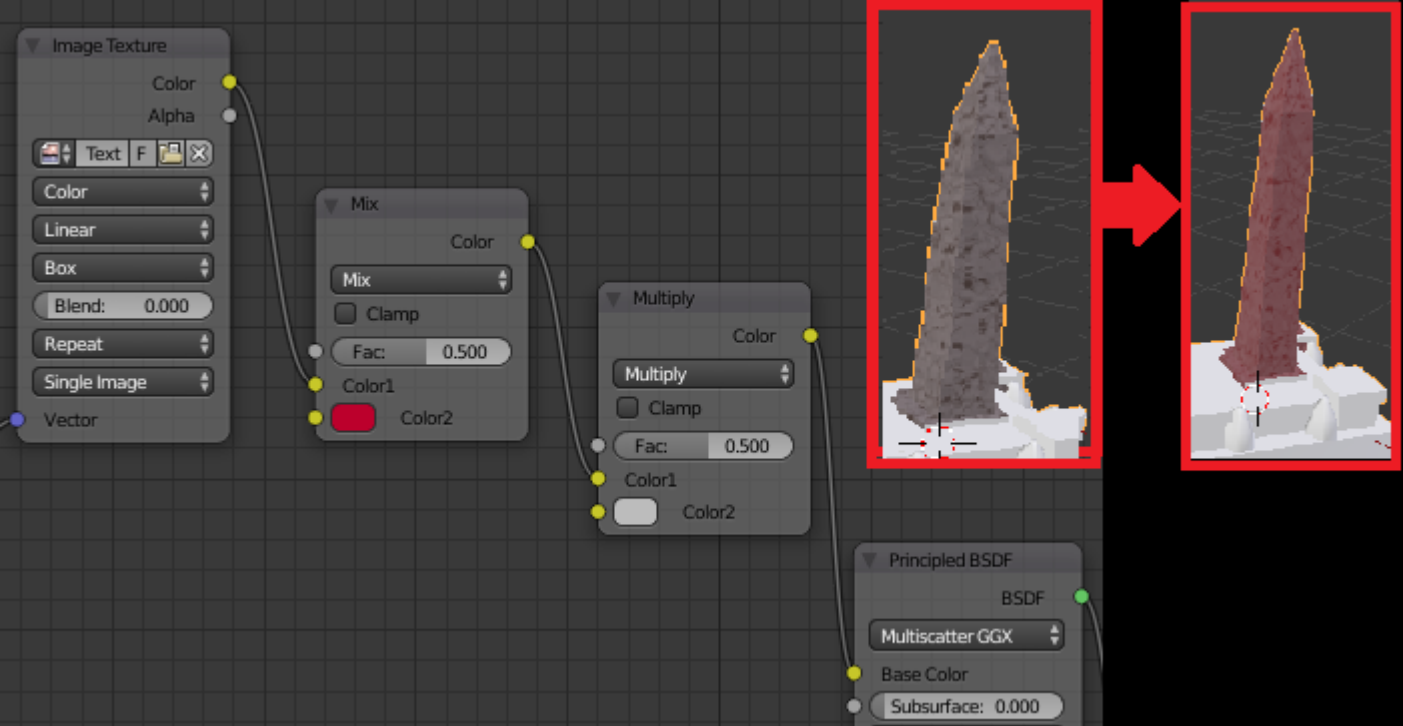 Image Texture
Color
Alpha
Text F
Color
Linear
Box
Blend: 0.000
Repeat
Single Image
Vector
Mix
Color
Mix
Clamp
Fac: 0.500
Color1
Color2
Multiply
Color
Multiply
Clamp
Fac: 0.500
Color1
Color2
Principled BSDF
BSDF
Multiscatter GGX
Base Color
Subsurface: 0.000